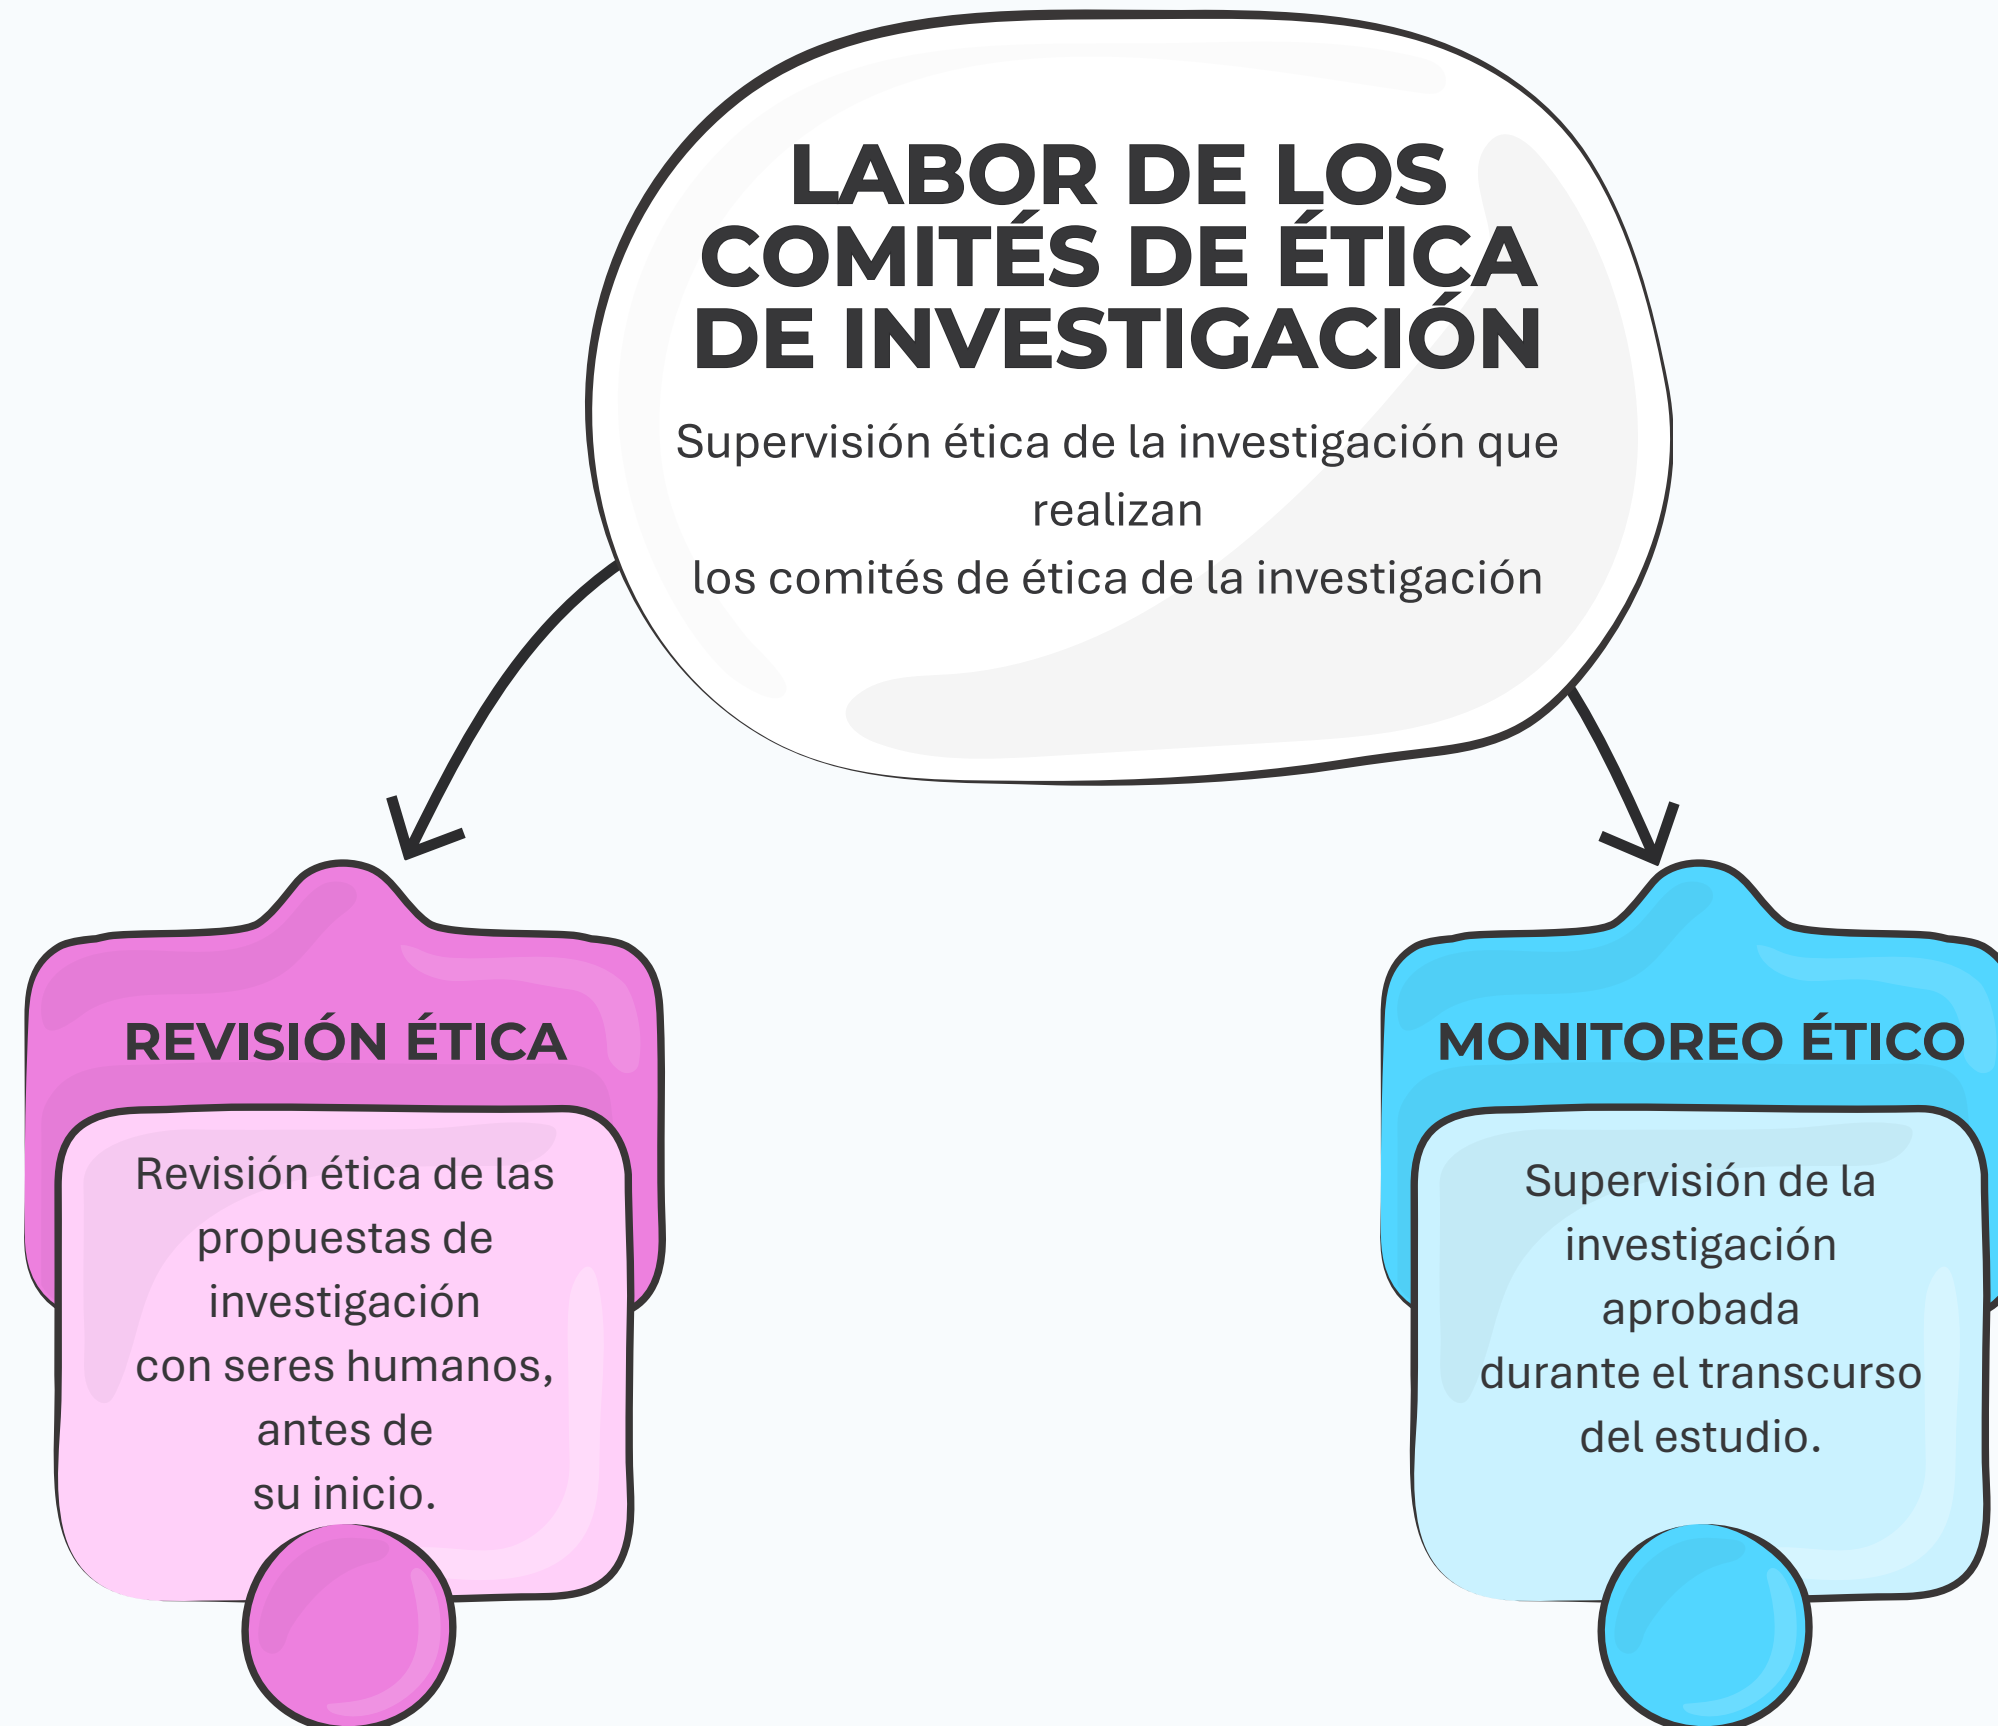 LABOR DE LOS
COMITÉS DE ÉTICA
DE INVESTIGACIÓN
Supervisión ética de la investigación que
realizan
los comités de ética de la investigación
REVISIÓN ÉTICA
Revisión ética de las
propuestas de
investigación
con seres humanos,
antes de
su inicio.
MONITOREO ÉTICO
Supervisión de la
investigación
aprobada
durante el transcurso
del estudio.